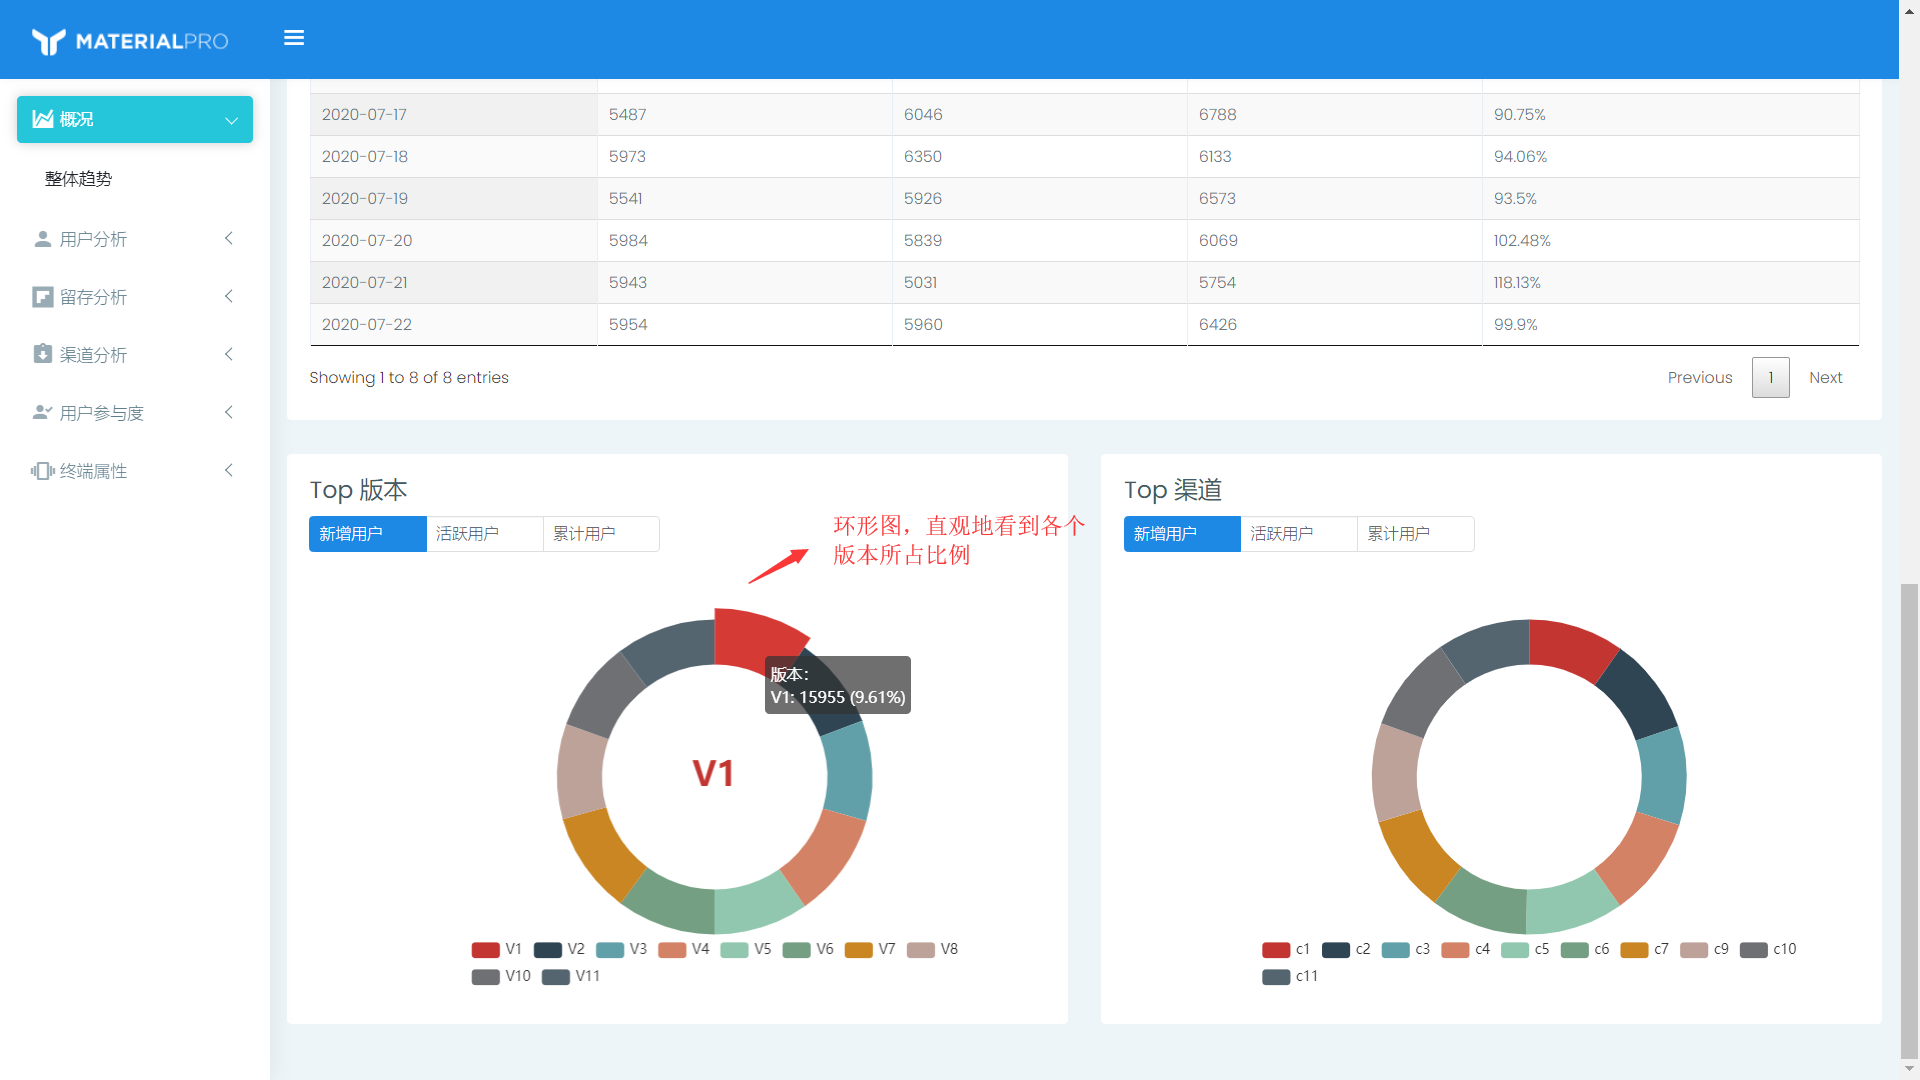 MATERIALPRO
概况
整体趋势
用户分析
留存分析
渠道分析
用户参与度
终端属性
2020-07-17 5487 6046 6788 90.75%
2020-07-18 5973 6350 6133 94.06%
2020-07-19 5541 5926 6573 93.5%
2020-07-20 5984 5839 6069 102.48%
2020-07-21 5943 5031 5754 118.13%
2020-07-22 5954 5960 6426 99.9%
Showing 1 to 8 of 8 entries
Previous 1 Next
Top 版本
新增用户 活跃用户 累计用户
环形图，直观地看到各个
版本所占比例
版本:
V1: 15955 (9.61%)
V1
V1 V2 V3 V4 V5 V6 V7 V8
V10 V11
Top 渠道
新增用户 活跃用户 累计用户
c1 c2 c3 c4 c5 c6 c7 c9 c10
c11